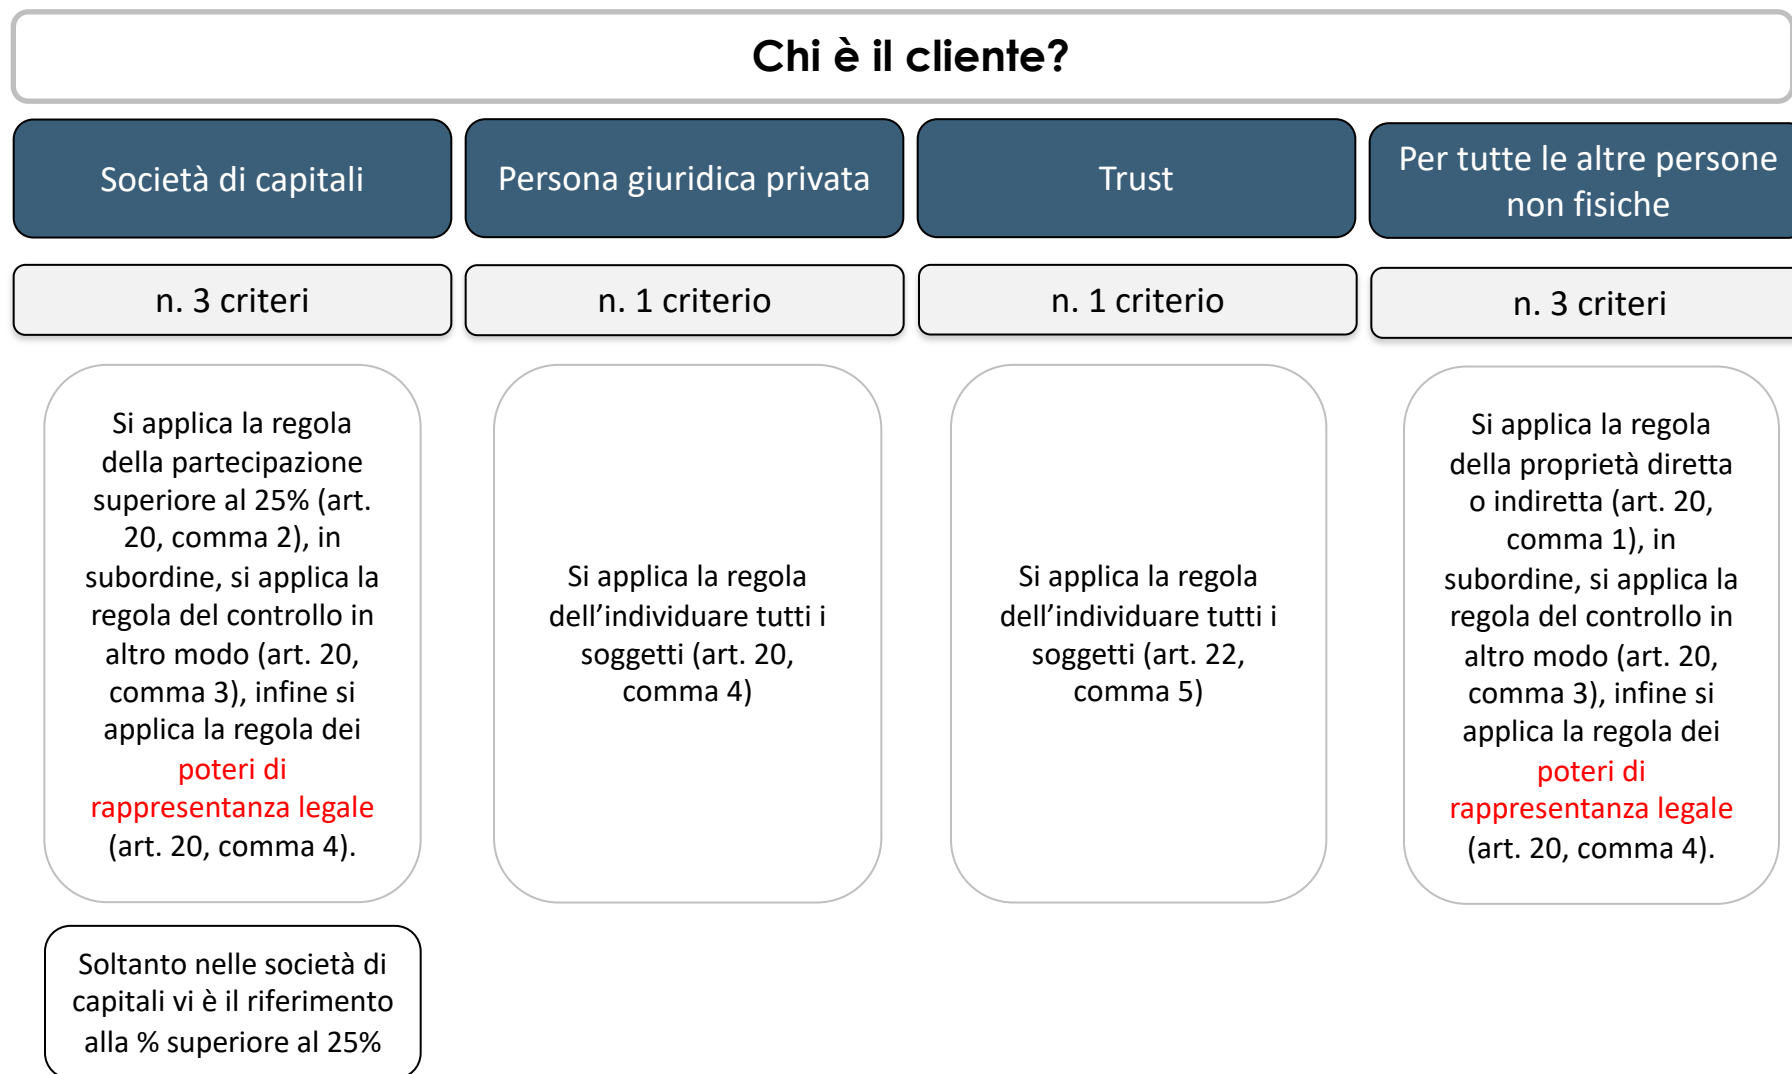 Chi è il cliente?
Società di capitali
Persona giuridica privata
Trust
Per tutte le altre persone
non fisiche
n. 3 criteri
n. 1 criterio
n. 1 criterio
n. 3 criteri
Si applica la regola
della partecipazione
superiore al 25% (art.
20, comma 2), in
subordine, si applica la
regola del controllo in
altro modo (art. 20,
comma 3), infine si
applica la regola dei
poteri di
rappresentanza legale
(art. 20, comma 4).
Si applica la regola
dell’individuare tutti i
soggetti (art. 20,
comma 4)
Si applica la regola
dell’individuare tutti i
soggetti (art. 22,
comma 5)
Si applica la regola
della proprietà diretta
o indiretta (art. 20,
comma 1), in
subordine, si applica la
regola del controllo in
altro modo (art. 20,
comma 3), infine si
applica la regola dei
poteri di
rappresentanza legale
(art. 20, comma 4).
Soltanto nelle società di
capitali vi è il riferimento
alla % superiore al 25%